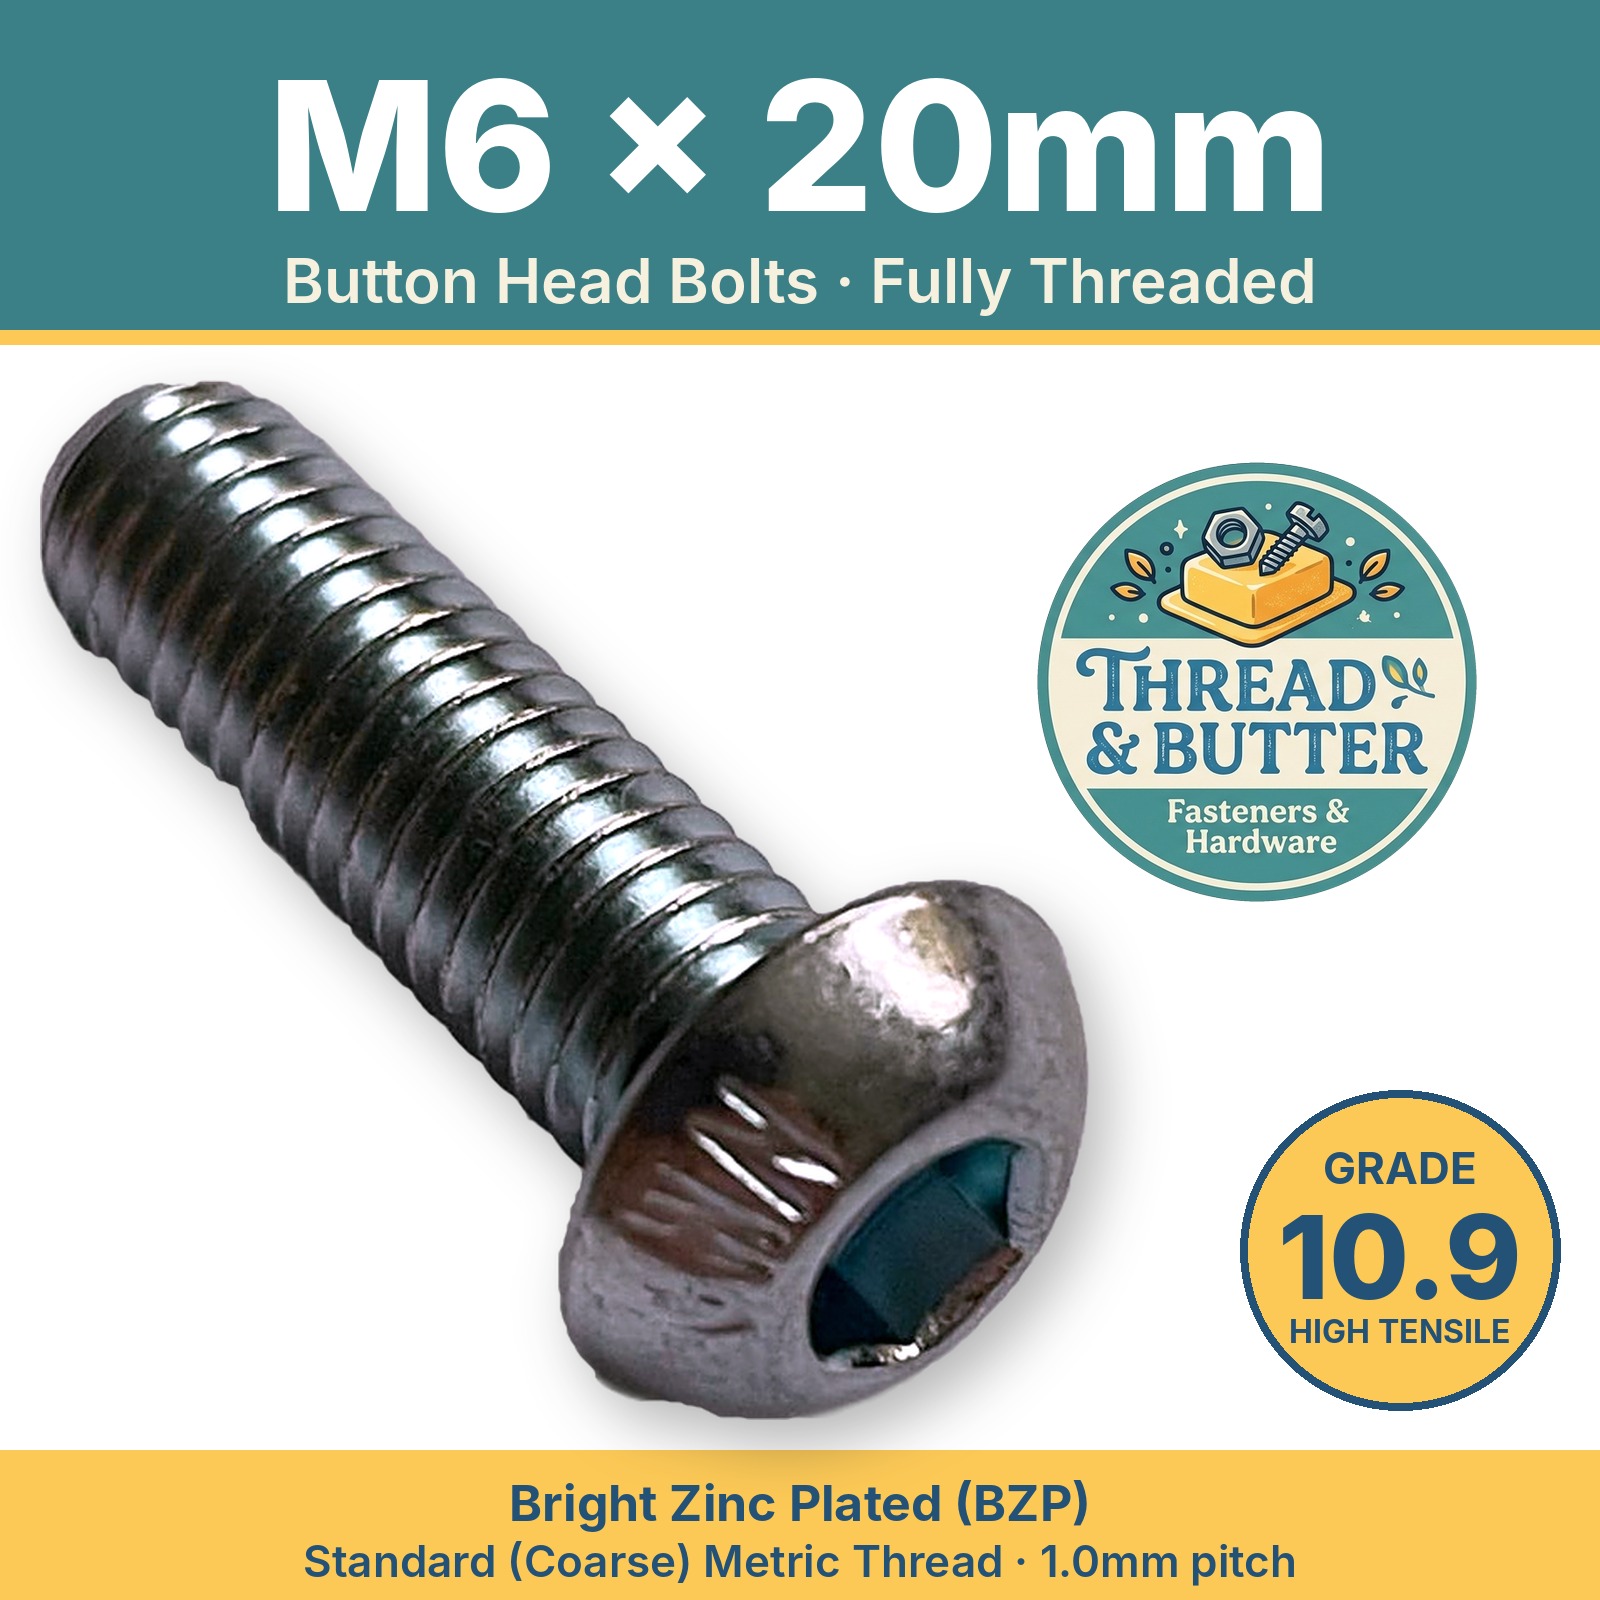 M6 × 20mm
Button Head Bolts · Fully Threaded
THREAD
& BUTTER
Fasteners &
Hardware
GRADE
10.9
HIGH TENSILE
Bright Zinc Plated (BZP)
Standard (Coarse) Metric Thread · 1.0mm pitch